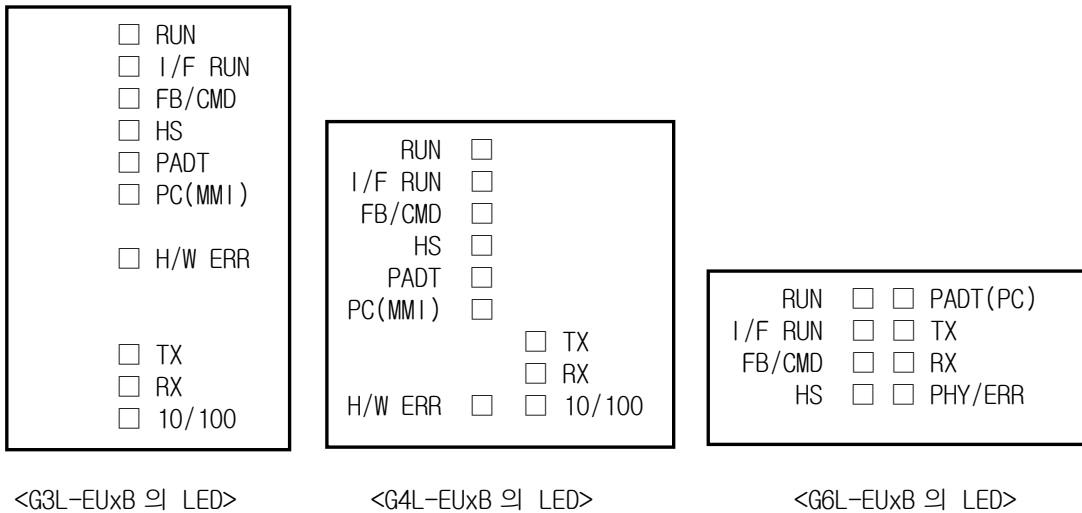 RUN
I/F RUN
FB/CMD
HS
PADT
PC(MMI)
H/W ERR
TX
RX
10/100
<G3L-EUxB 의 LED>
RUN
I/F RUN
FB/CMD
HS
PADT
PC(MMI)
TX
RX
H/W ERR 10/100
<G4L-EUxB 의 LED>
RUN PADT(PC)
I/F RUN TX
FB/CMD RX
HS PHY/ERR
<G6L-EUxB 의 LED>